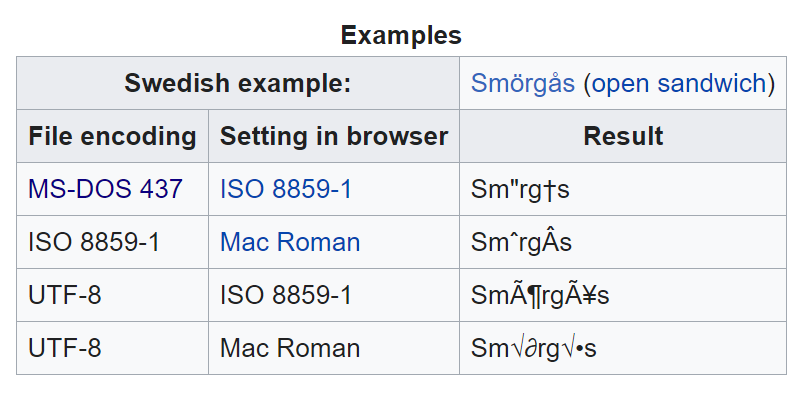 Examples
Swedish example: Smörgås (open sandwich)
File encoding Setting in browser Result
MS-DOS 437 ISO 8859-1 Sm"rg†s
ISO 8859-1 Mac Roman SmˆrgÂs
UTF-8 ISO 8859-1 SmÃ¶rgÃ¥s
UTF-8 Mac Roman Sm√∂rg√•s